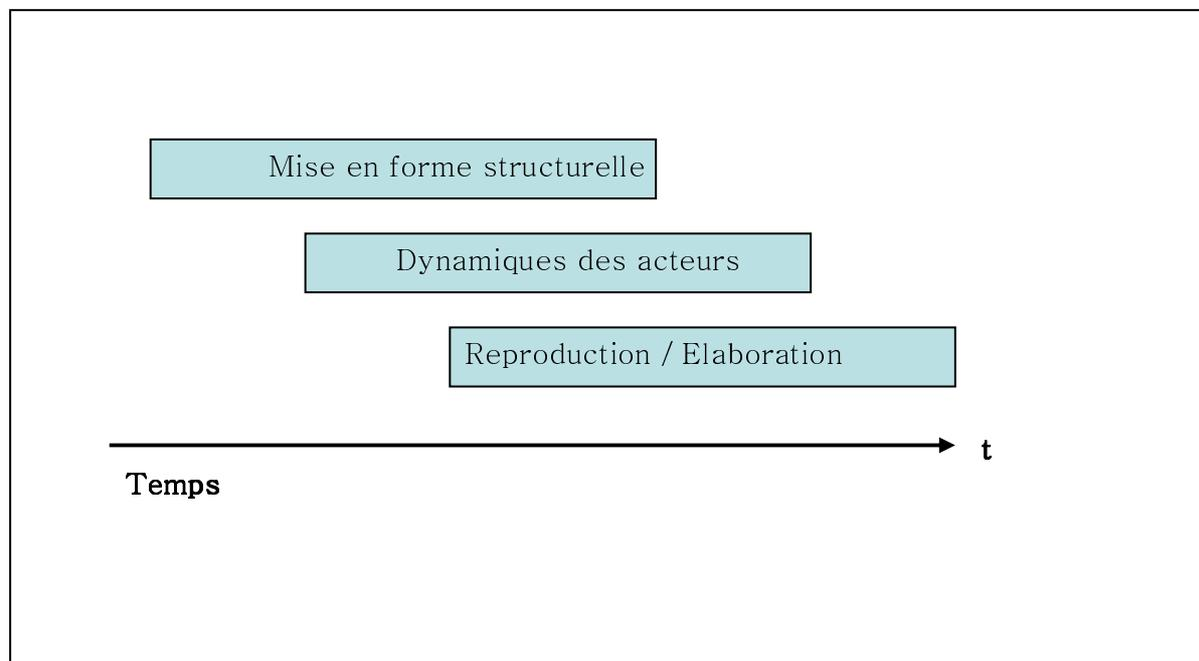 Mise en forme structurelle
Dynamiques des acteurs
Reproduction / Elaboration
t
Temps